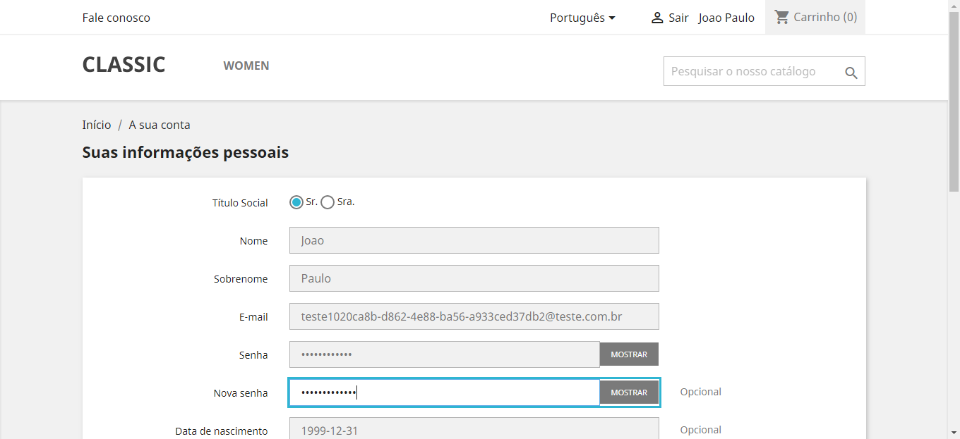 Fale conosco Português Sair Joao Paulo Carrinho (0)
CLASSIC WOMEN Pesquisar o nosso catálogo
Início / A sua conta
Suas informações pessoais
Título Social Sr. Sra.
Nome Joao
Sobrenome Paulo
E-mail teste1020ca8b-d862-4e88-ba56-a933ced37db2@teste.com.br
Senha •••••••••••• MOSTRAR
Nova senha ••••••••••••• MOSTRAR Opcional
Data de nascimento 1999-12-31 Opcional